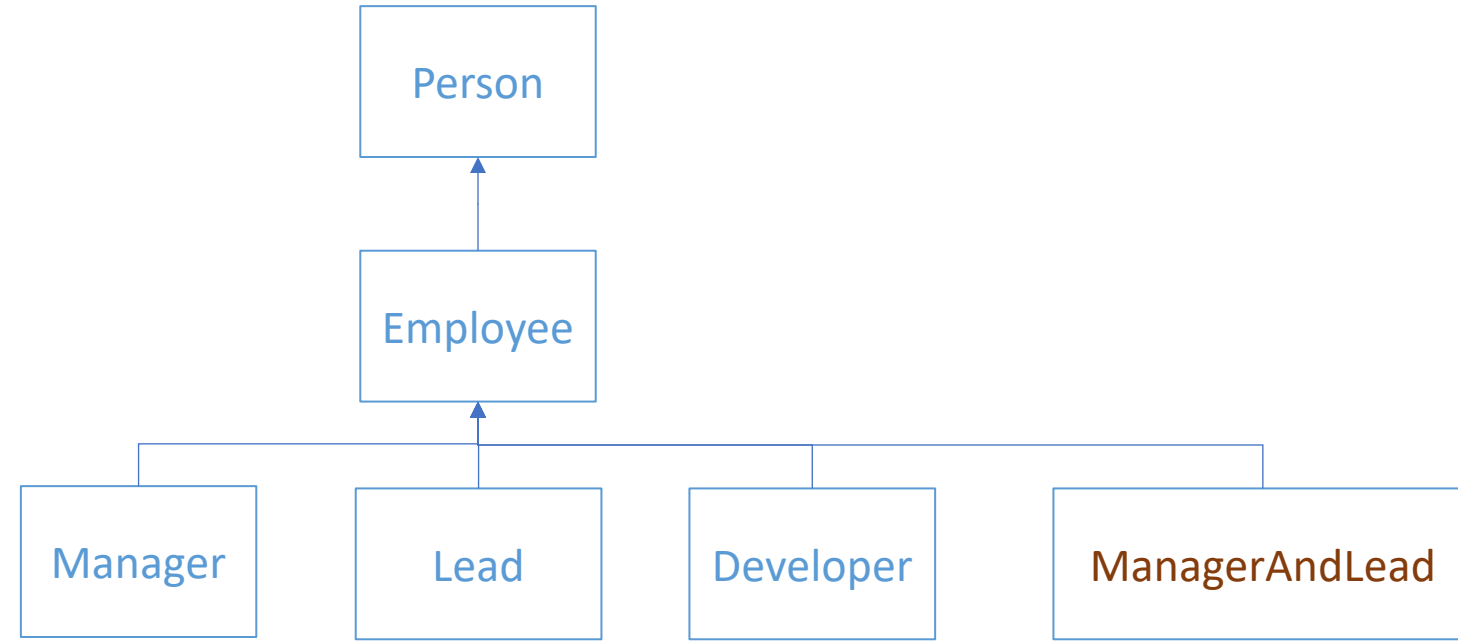 Person
Employee
Manager
Lead
Developer
ManagerAndLead